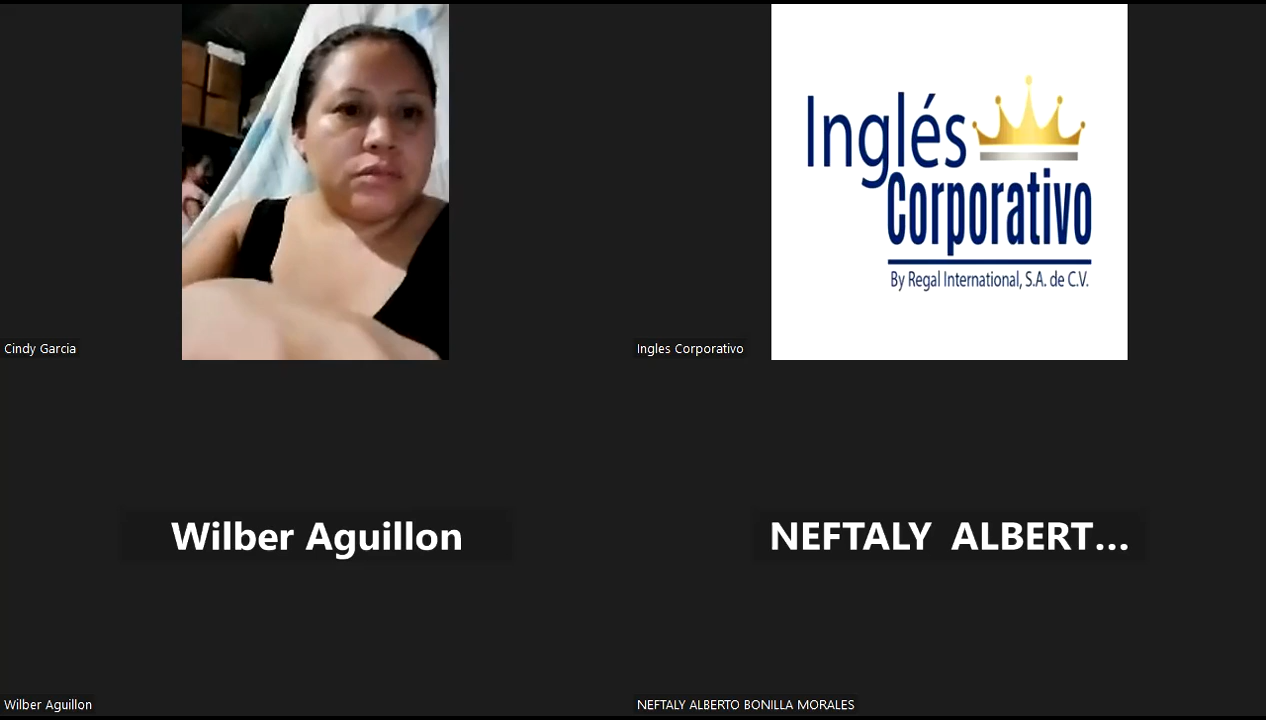 Inglés
Corporativo
By Regal International, S.A. de C.V.
Cindy Garcia
Ingles Corporativo
Wilber Aguillon
NEFTALY ALBERT...
Wilber Aguillon
NEFTALY ALBERTO BONILLA MORALES